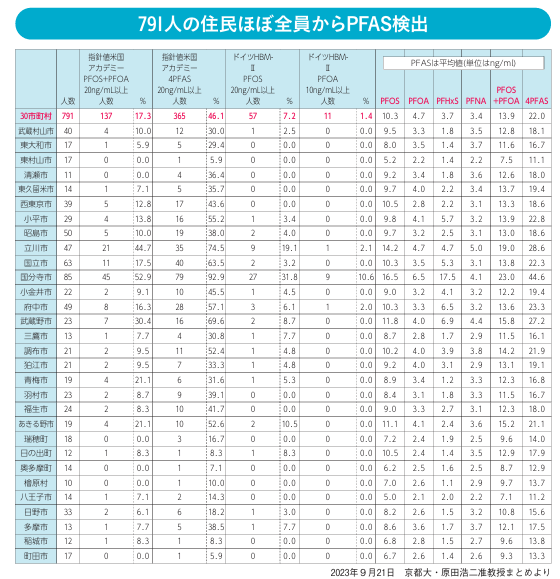 791人の住民ほぼ全員からPFAS検出
指針値米国 指針値米国 ドイツHBM- ドイツHBM-
アカデミー アカデミー Ⅱ Ⅱ
PFOS+PFOA 4PFAS PFOS PFOA PFASは平均値(単位はng/ml)
20ng/mL以上 20ng/mL以上 20ng/mL以上 10ng/mL以上 PFOS
人数 人数 % 人数 % 人数 % 人数 % PFOS PFOA PFHxS PFNA +PFOA 4PFAS
30市町村 791 137 17.3 365 46.1 57 7.2 11 1.4 10.3 4.7 3.7 3.4 13.9 22.0
武蔵村山市 40 4 10.0 12 30.0 1 2.5 0 0.0 9.5 3.3 1.8 3.5 12.8 18.1
東大和市 17 1 5.9 5 29.4 0 0.0 0 0.0 8.0 3.5 1.4 3.7 11.6 16.7
東村山市 17 0 0.0 1 5.9 0 0.0 0 0.0 5.2 2.2 1.4 2.2 7.5 11.1
清瀬市 11 0 0.0 4 36.4 0 0.0 0 0.0 9.2 3.4 1.8 3.6 12.6 18.0
東久留米市 14 1 7.1 5 35.7 0 0.0 0 0.0 9.7 4.0 2.2 3.4 13.7 19.4
西東京市 39 5 12.8 17 43.6 0 0.0 0 0.0 10.5 2.8 2.2 3.1 13.3 18.6
小平市 29 4 13.8 16 55.2 1 3.4 0 0.0 9.8 4.1 5.7 3.2 13.9 22.8
昭島市 50 5 10.0 19 38.0 2 4.0 0 0.0 9.7 3.2 2.5 3.1 13.0 18.6
立川市 47 21 44.7 35 74.5 9 19.1 1 2.1 14.2 4.7 4.7 5.0 19.0 28.6
国立市 63 11 17.5 40 63.5 2 3.2 0 0.0 10.3 3.5 5.3 3.1 13.8 22.3
国分寺市 85 45 52.9 79 92.9 27 31.8 9 10.6 16.5 6.5 17.5 4.1 23.0 44.6
小金井市 22 2 9.1 10 45.5 1 4.5 0 0.0 9.0 3.2 4.1 3.2 12.2 19.4
府中市 49 8 16.3 28 57.1 3 6.1 1 2.0 10.3 3.3 6.5 3.2 13.6 23.3
武蔵野市 23 7 30.4 16 69.6 2 8.7 0 0.0 11.8 4.0 6.9 4.4 15.8 27.2
三鷹市 13 1 7.7 4 30.8 1 7.7 0 0.0 8.7 2.8 1.7 2.9 11.5 16.1
調布市 21 2 9.5 11 52.4 1 4.8 0 0.0 10.2 4.0 3.9 3.8 14.2 21.9
狛江市 21 2 9.5 7 33.3 1 4.8 0 0.0 9.2 4.0 2.9 3.1 13.1 19.1
青梅市 19 4 21.1 6 31.6 1 5.3 0 0.0 8.9 3.4 1.2 3.3 12.3 16.8
羽村市 23 2 8.7 9 39.1 0 0.0 0 0.0 8.4 3.1 1.8 3.3 11.5 16.7
福生市 24 2 8.3 10 41.7 0 0.0 0 0.0 9.0 3.3 2.7 3.1 12.3 18.0
あきる野市 19 4 21.1 10 52.6 2 10.5 0 0.0 11.1 4.1 2.4 3.6 15.2 21.1
瑞穂町 18 0 0.0 3 16.7 0 0.0 0 0.0 7.2 2.4 1.9 2.5 9.6 14.0
日の出町 12 1 8.3 1 8.3 1 8.3 0 0.0 10.5 2.4 1.4 3.5 12.9 17.9
奥多摩町 14 0 0.0 1 7.1 0 0.0 0 0.0 6.2 2.5 1.6 2.5 8.7 12.9
檜原村 10 0 0.0 1 10.0 0 0.0 0 0.0 7.0 2.6 1.1 2.9 9.7 13.7
八王子市 14 1 7.1 2 14.3 0 0.0 0 0.0 5.0 2.1 2.0 2.2 7.1 11.2
日野市 33 2 6.1 6 18.2 1 3.0 0 0.0 8.2 2.6 1.5 3.2 10.8 15.6
多摩市 13 1 7.7 5 38.5 1 7.7 0 0.0 8.6 3.6 1.7 3.7 12.1 17.5
稲城市 12 1 8.3 1 8.3 0 0.0 0 0.0 6.8 2.8 1.5 2.7 9.6 13.8
町田市 17 0 0.0 1 5.9 0 0.0 0 0.0 6.7 2.6 1.4 2.6 9.3 13.3
2023年９月21日 京都大・原田浩二准教授まとめより